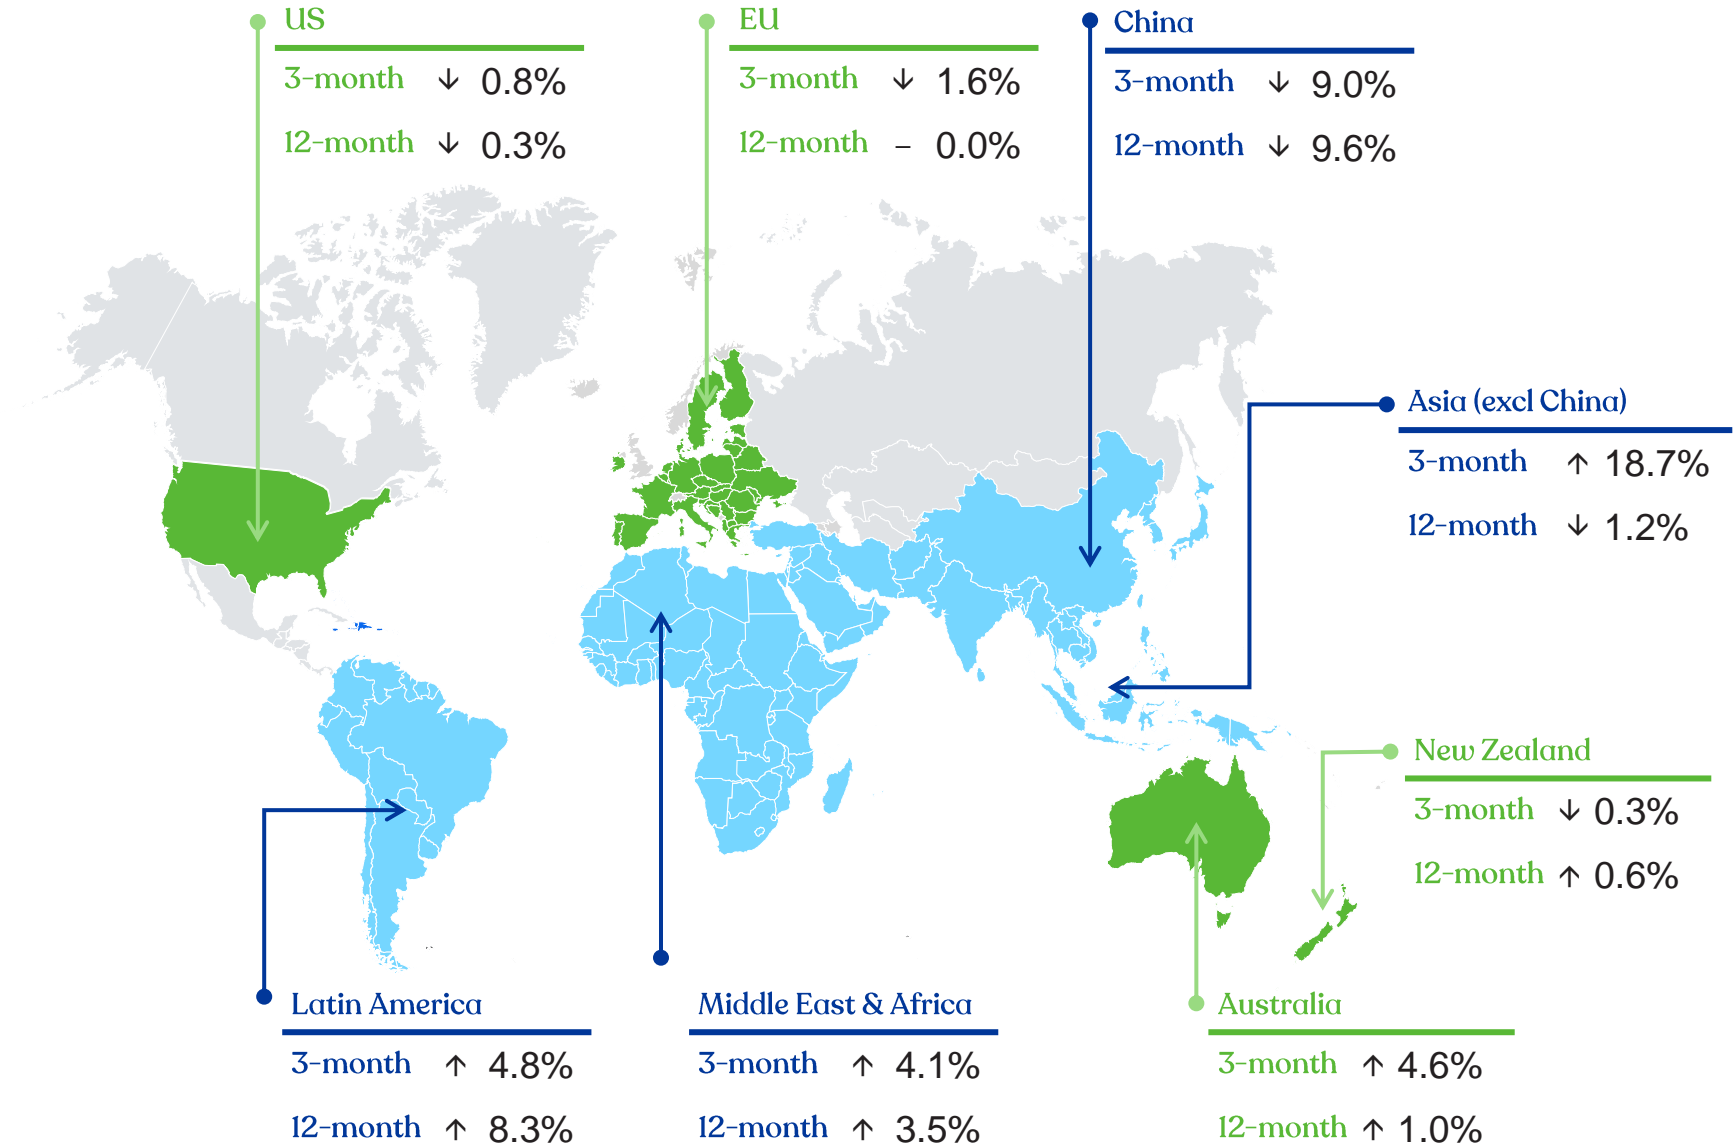 US
3-month ↓ 0.8%
12-month ↓ 0.3%
EU
3-month ↓ 1.6%
12-month – 0.0%
China
3-month ↓ 9.0%
12-month ↓ 9.6%
Asia (excl China)
3-month ↑ 18.7%
12-month ↓ 1.2%
New Zealand
3-month ↓ 0.3%
12-month ↑ 0.6%
Latin America
3-month ↑ 4.8%
12-month ↑ 8.3%
Middle East & Africa
3-month ↑ 4.1%
12-month ↑ 3.5%
Australia
3-month ↑ 4.6%
12-month ↑ 1.0%